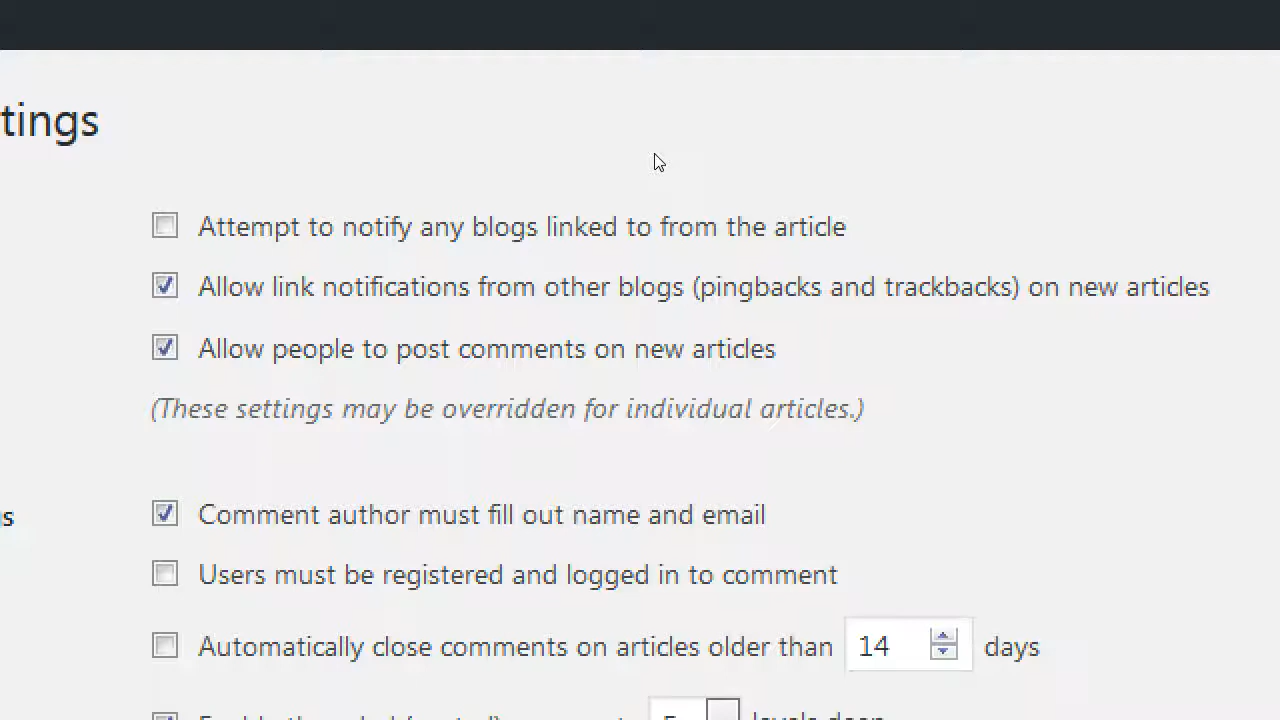 tings
Attempt to notify any blogs linked to from the article
Allow link notifications from other blogs (pingbacks and trackbacks) on new articles
Allow people to post comments on new articles
(These settings may be overridden for individual articles.)
s
Comment author must fill out name and email
Users must be registered and logged in to comment
Automatically close comments on articles older than 14 days
levels deep